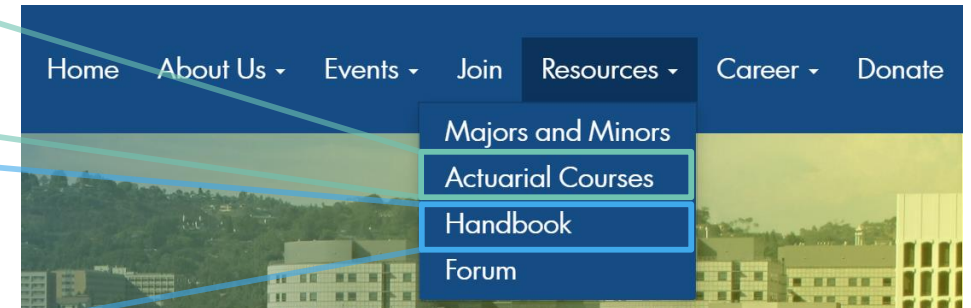 Home About Us Events Join Resources Career Donate
Majors and Minors
Actuarial Courses
Handbook
Forum